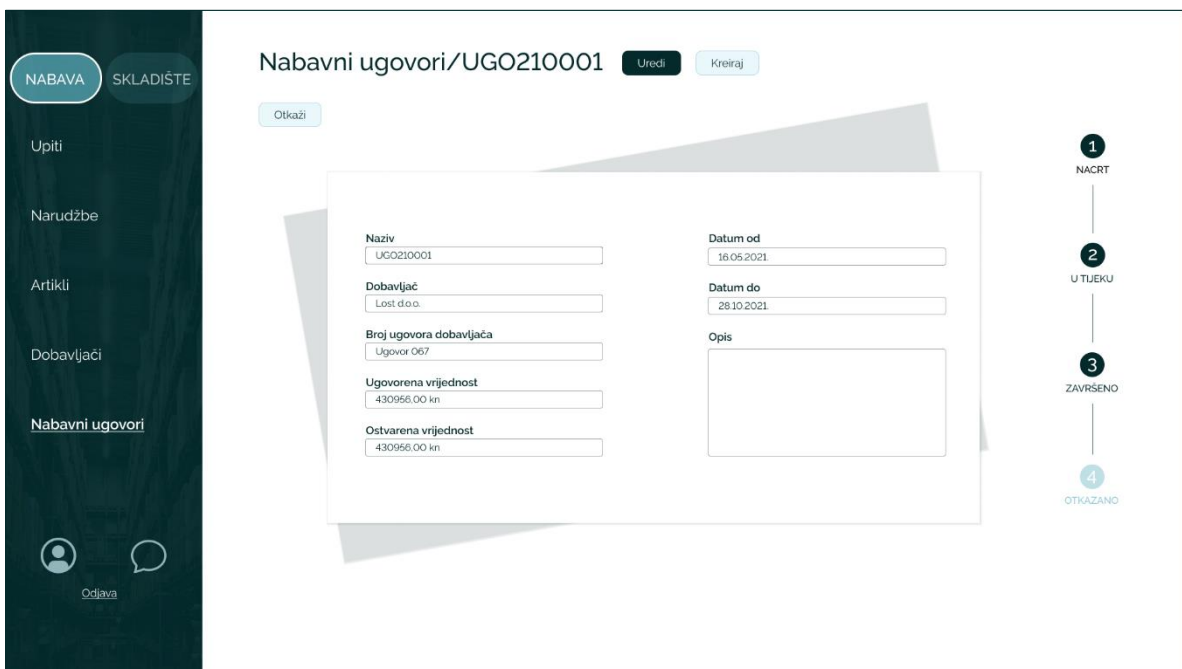 NABAVA
SKLADIŠTE
Upiti
Narudžbe
Artikli
Dobavljači
Nabavni ugovori
Odjava
Nabavni ugovori/UGO210001
Uredi
Kreiraj
Otkaži
Naziv
UGO210001
Dobavljač
Lost d.o.o.
Broj ugovora dobavljača
Ugovor 067
Ugovorena vrijednost
430956,00 kn
Ostvarena vrijednost
430956,00 kn
Datum od
16.05.2021.
Datum do
28.10.2021.
Opis
1
NACRT
2
U TIJEKU
3
ZAVRŠENO
4
OTKAZANO